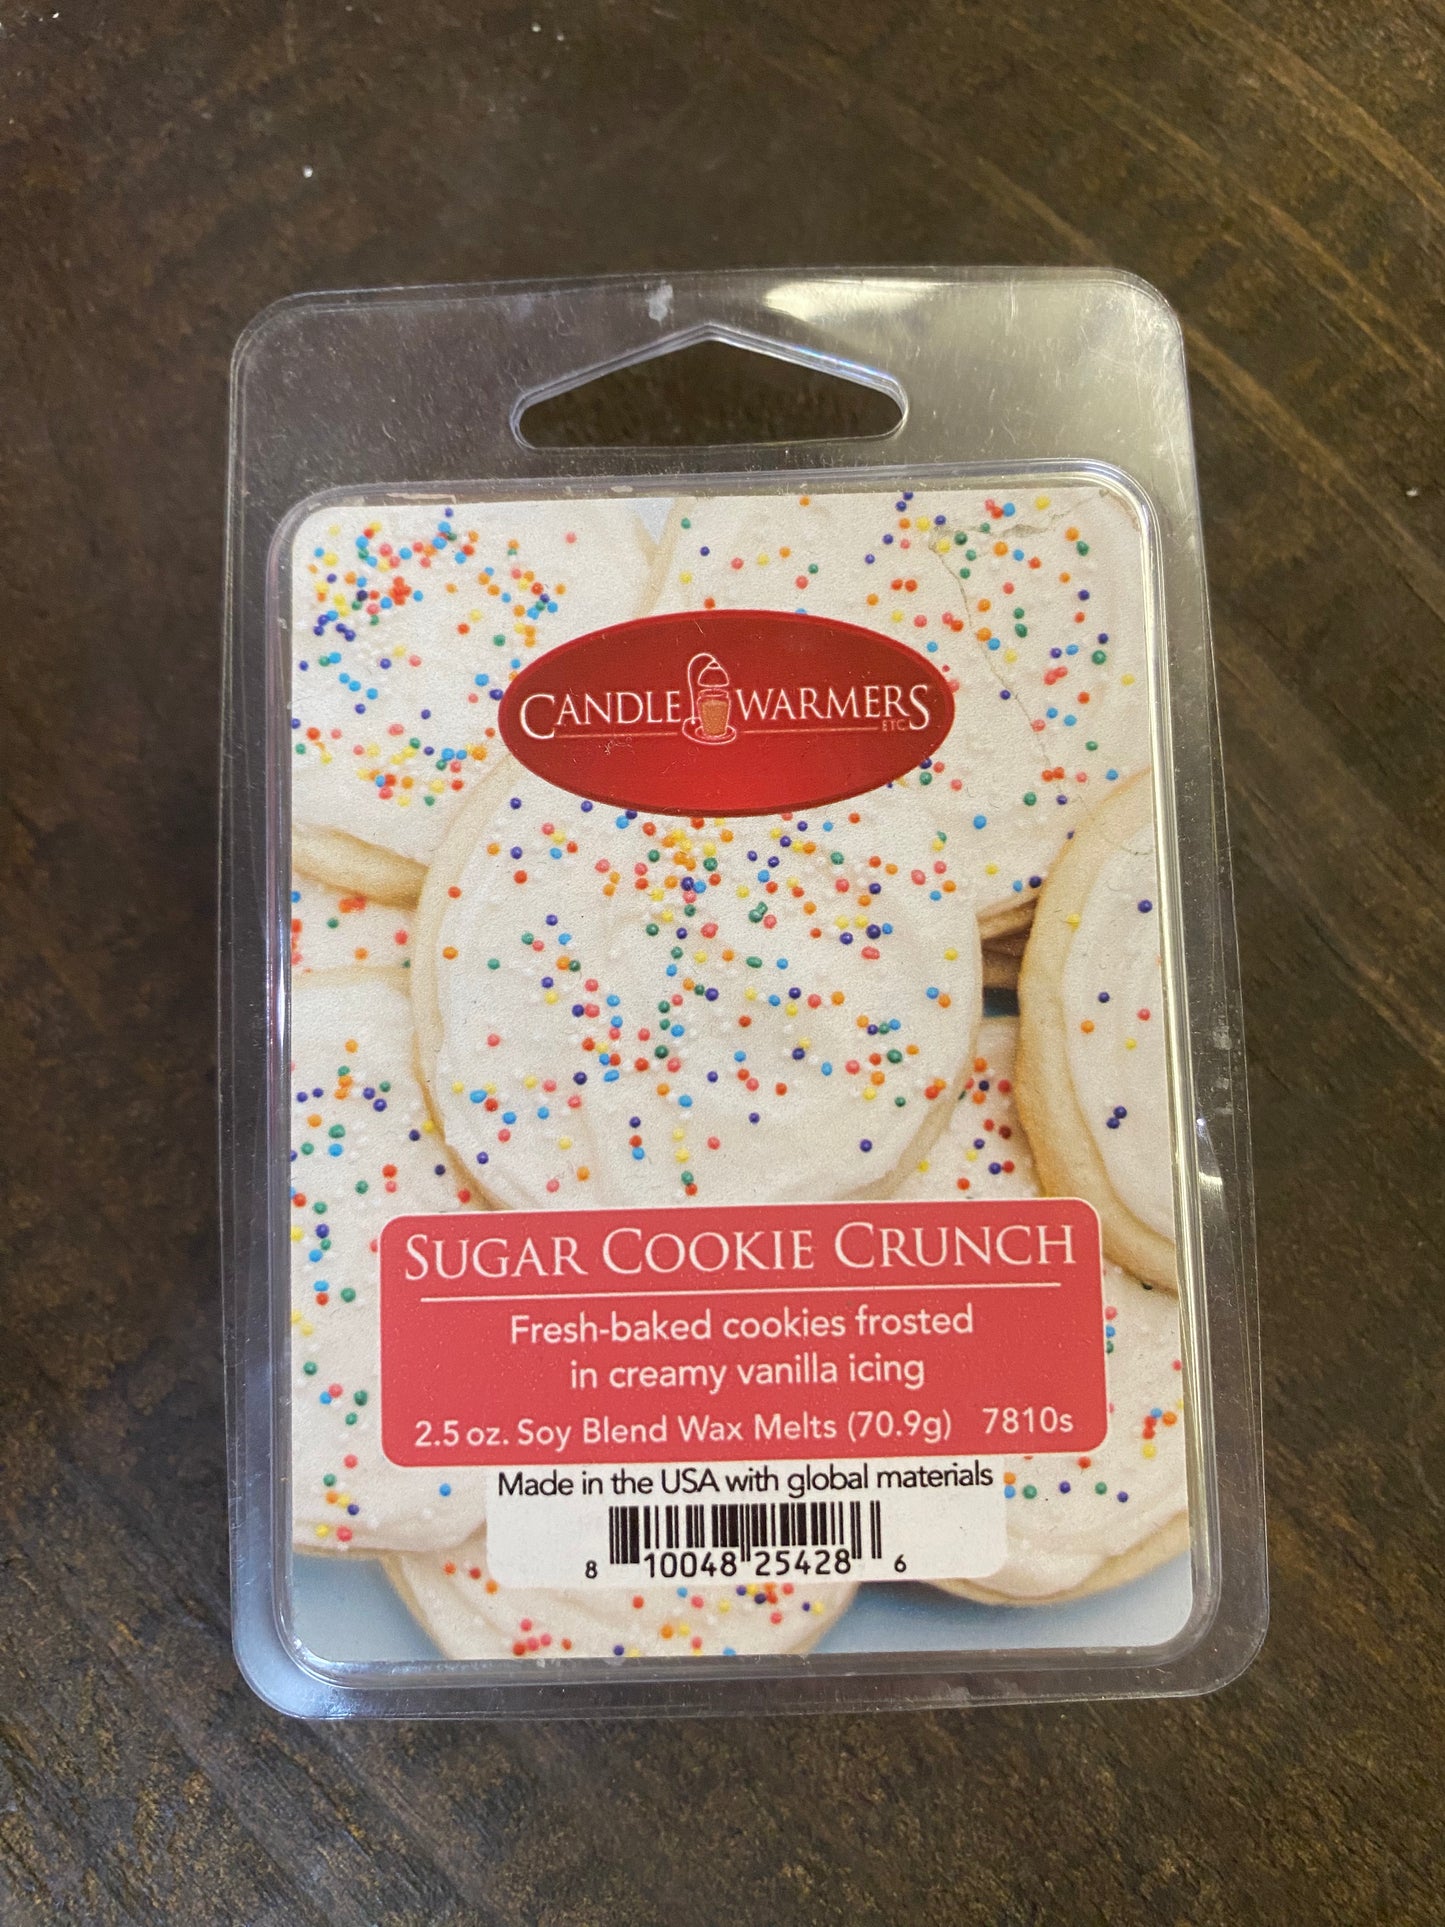 CANDLE WARMERS
ETC
SUGAR COOKIE CRUNCH
Fresh-baked cookies frosted
in creamy vanilla icing
2.5 oz. Soy Blend Wax Melts (70.9g) 7810s
Made in the USA with global materials
8 10048 25428 6